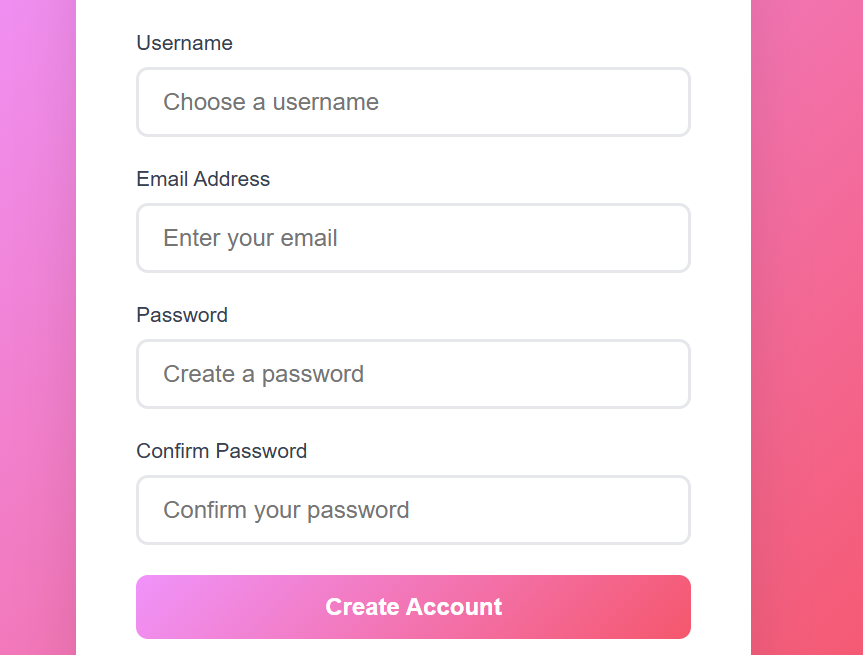 Username
Choose a username
Email Address
Enter your email
Password
Create a password
Confirm Password
Confirm your password
Create Account